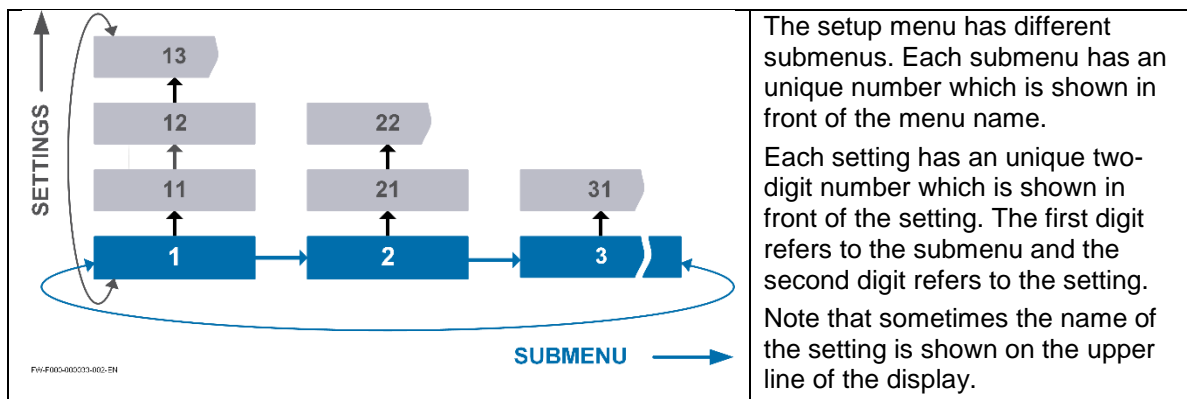 13
12
22
11
21
31
1
2
3
SETTINGS
SUBMENU
FW-F000-000033-002-EN
The setup menu has different
submenus. Each submenu has an
unique number which is shown in
front of the menu name.
Each setting has an unique two-
digit number which is shown in
front of the setting. The first digit
refers to the submenu and the
second digit refers to the setting.
Note that sometimes the name of
the setting is shown on the upper
line of the display.